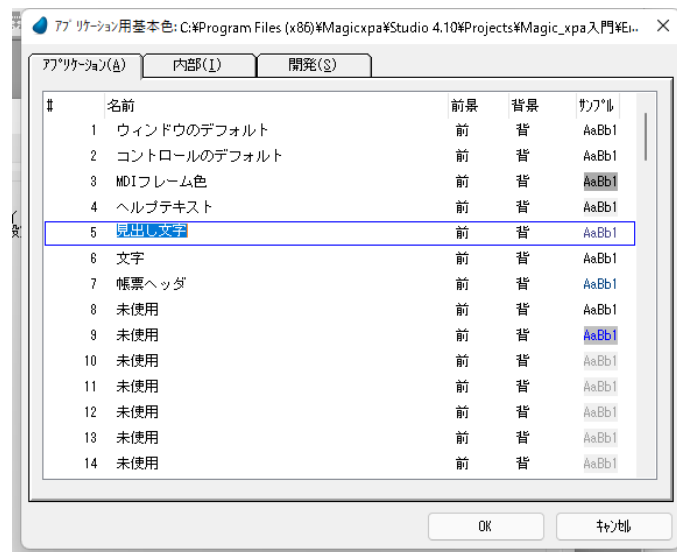 ｱﾌﾟﾘｹｰｼｮﾝ用基本色: C:¥Program Files (x86)¥Magicxpa¥Studio 4.10¥Projects¥Magic_xpa入門¥En...
ｱﾌﾟﾘｹｰｼｮﾝ(A) 内部(I) 開発(S)
# 名前 前景 背景 ｻﾝﾌﾟﾙ
1 ウィンドウのデフォルト 前 背 AaBb1
2 コントロールのデフォルト 前 背 AaBb1
3 MDIフレーム色 前 背 AaBb1
4 ヘルプテキスト 前 背 AaBb1
5 見出し文字 前 背 AaBb1
6 文字 前 背 AaBb1
7 帳票ヘッダ 前 背 AaBb1
8 未使用 前 背 AaBb1
9 未使用 前 背 AaBb1
10 未使用 前 背 AaBb1
11 未使用 前 背 AaBb1
12 未使用 前 背 AaBb1
13 未使用 前 背 AaBb1
14 未使用 前 背 AaBb1
OK ｷｬﾝｾﾙ